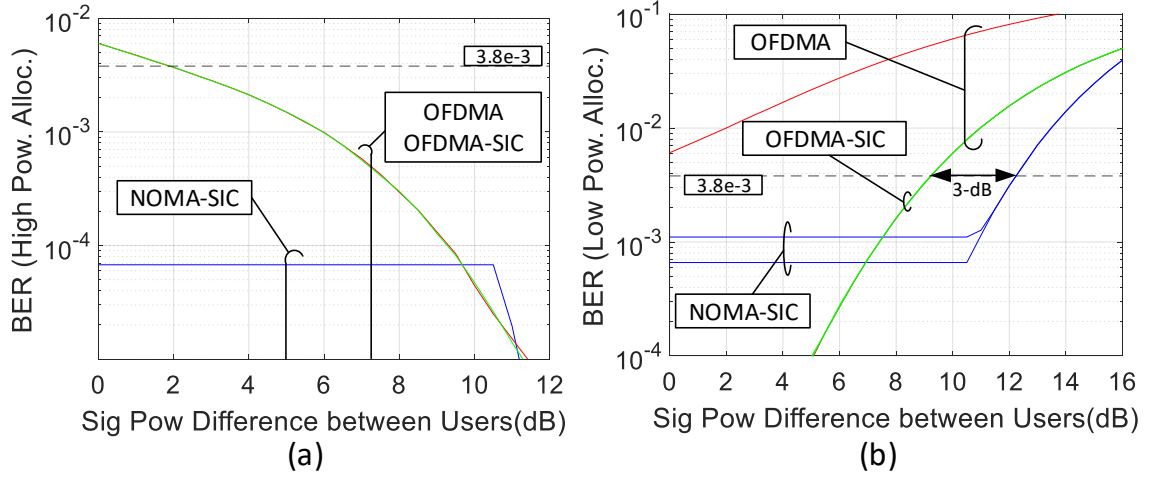 BER (High Pow. Alloc.)
10-2
10-3
10-4
3.8e-3
OFDMA
OFDMA-SIC
NOMA-SIC
0 2 4 6 8 10 12
Sig Pow Difference between Users(dB)
(a)
BER (Low Pow. Alloc.)
10-1
10-2
10-3
10-4
OFDMA
OFDMA-SIC
3.8e-3
3-dB
NOMA-SIC
0 2 4 6 8 10 12 14 16
Sig Pow Difference between Users(dB)
(b)